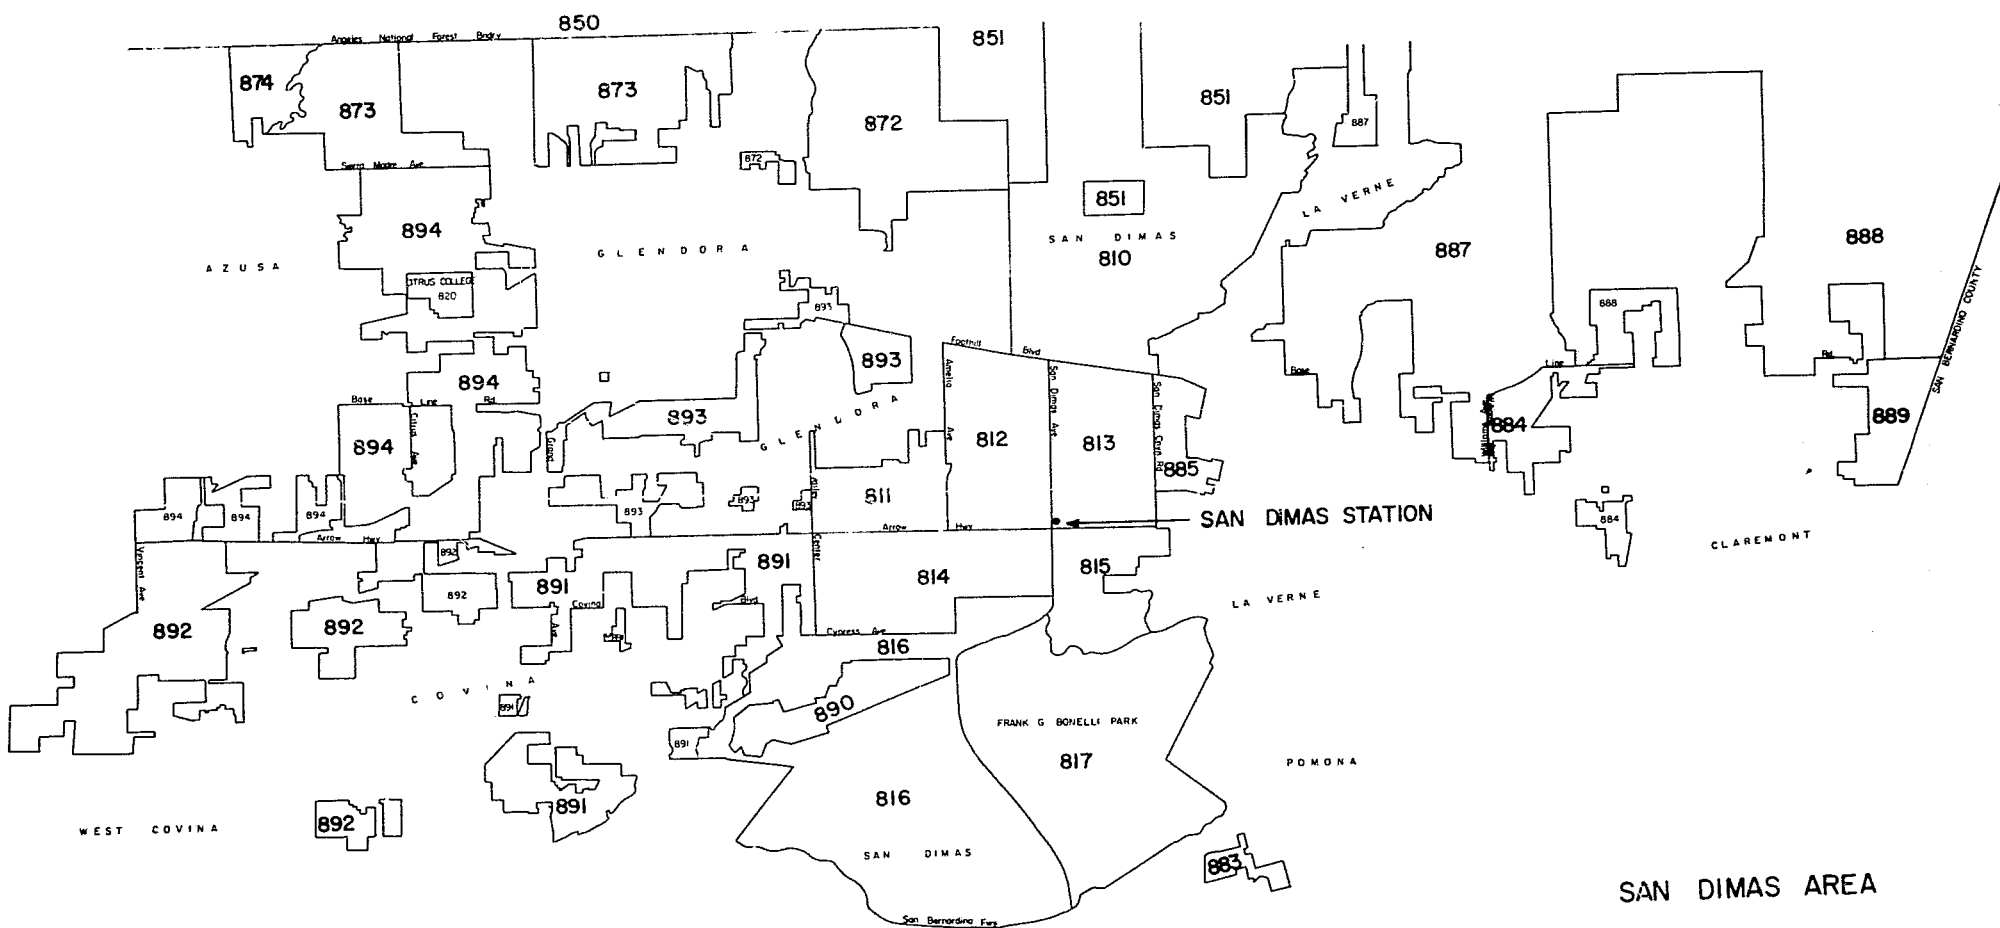 850
Angeles National Forest Bndry
851
874
873
873
872
851
887
872
Sierra Madre Ave
851
LA VERNE
894
SAN DIMAS
810
GLENDORA
AZUSA
887
888
CITRUS COLLEGE
820
893
888
893
Foothill Blvd
Amelia Ave
San Dimas Ave
San Dimas Cnyn Rd
Base Line Rd
SAN BERNARDINO COUNTY
894
Base Line Rd
Citrus Ave
893
GLENDORA
812
813
884
889
894
Grand
885
811
894
894
894
893
893
893
SAN DIMAS STATION
884
Arrow Hwy
Arrow Hwy
CLAREMONT
Vincent Ave
Center
892
891
891
814
815
892
Covina Blvd
LA VERNE
892
892
Ave
Cypress Ave
816
COVINA
890
FRANK G BONELLI PARK
891
817
POMONA
816
891
WEST COVINA
892
SAN DIMAS
883
SAN DIMAS AREA
San Bernardino Fwy